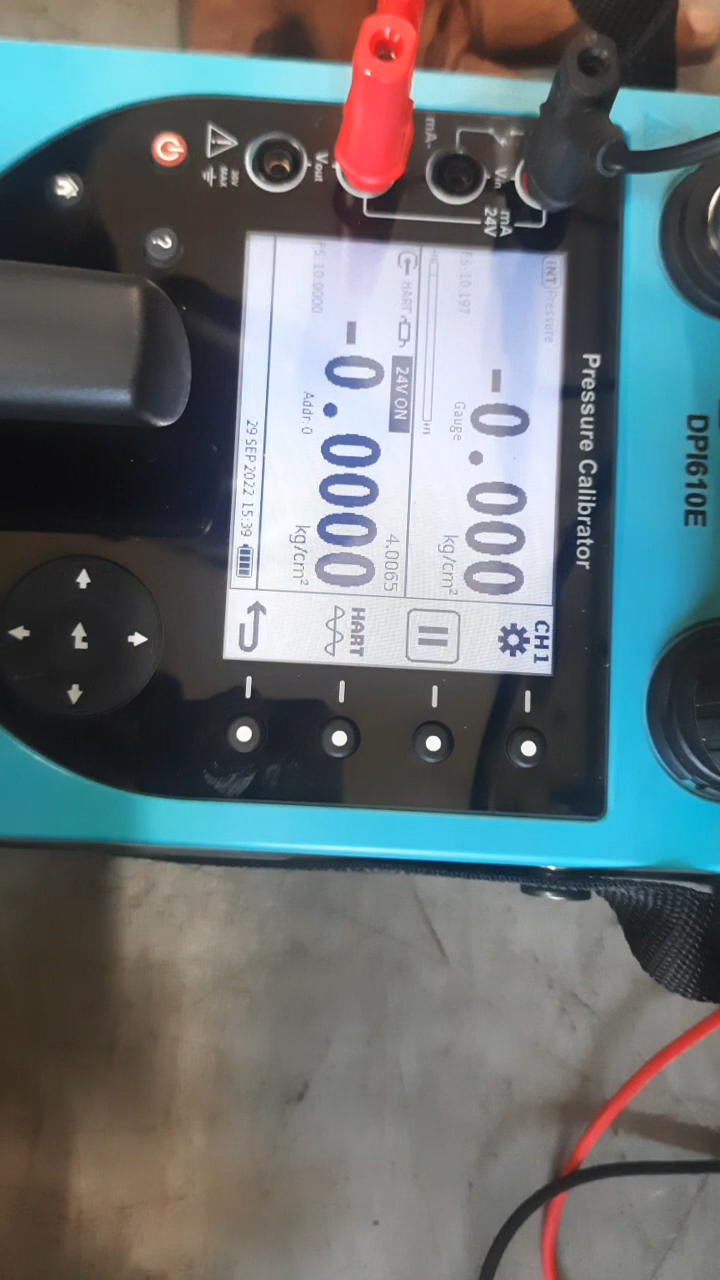 DPI610E
Pressure Calibrator
INT Pressure
CH1
FS: 10.197
-0.000
Gauge
kg/cm²
HART
24V ON
4.0065
HART
-0.0000
FS: 10.0000
Addr: 0
kg/cm²
29 SEP 2022 15:39
mA
24V
Vin
mA-
Vout
30V
MAX
?